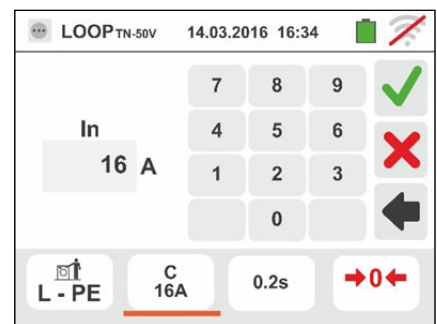 LOOP TN-50V 14.03.2016 16:34
7 8 9
In
4 5 6
16 A
1 2 3
0
L - PE
C
16A
0.2s
0